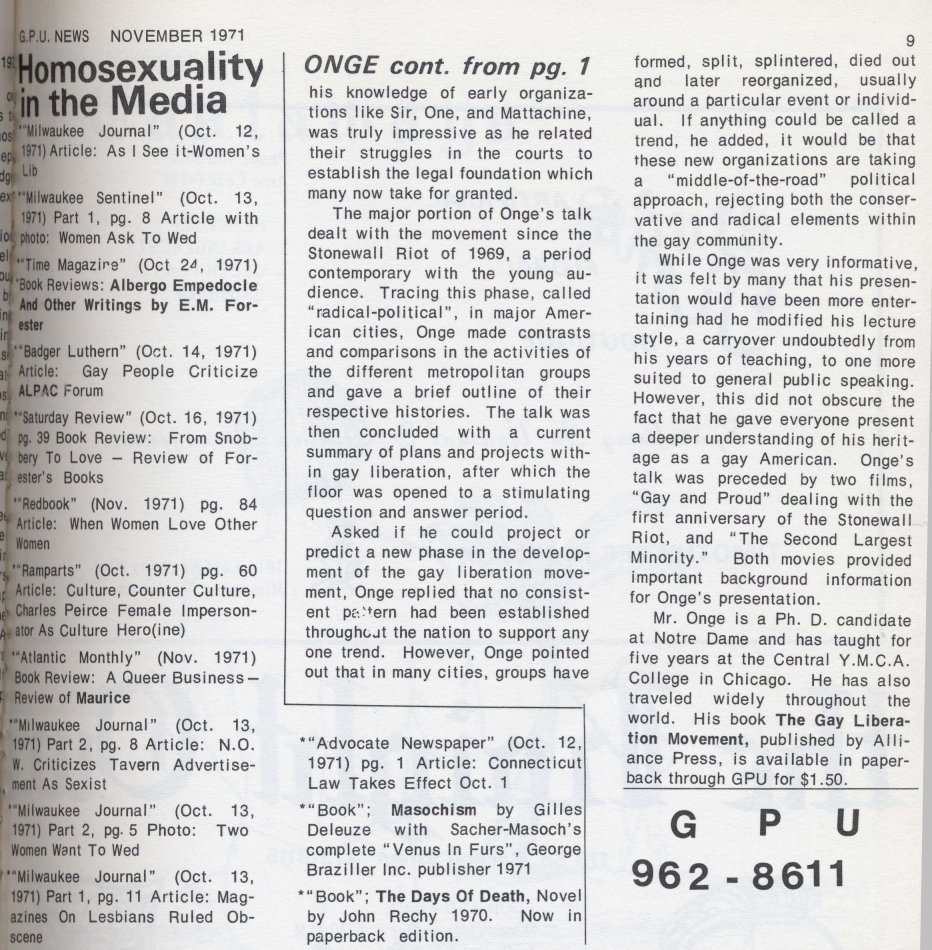 G.P.U. NEWS NOVEMBER 1971
9
Homosexuality
in the Media
*"Milwaukee Journal" (Oct. 12,
1971) Article: As I See it-Women's
Lib
*"Milwaukee Sentinel" (Oct. 13,
1971) Part 1, pg. 8 Article with
photo: Women Ask To Wed
*"Time Magazine" (Oct 24, 1971)
Book Reviews: Albergo Empedocle
And Other Writings by E.M. For-
ester
*"Badger Luthern" (Oct. 14, 1971)
Article: Gay People Criticize
ALPAC Forum
*"Saturday Review" (Oct. 16, 1971)
pg. 39 Book Review: From Snob-
bery To Love — Review of For-
ester's Books
*"Redbook" (Nov. 1971) pg. 84
Article: When Women Love Other
Women
*"Ramparts" (Oct. 1971) pg. 60
Article: Culture, Counter Culture,
Charles Peirce Female Imperson-
ator As Culture Hero(ine)
*"Atlantic Monthly" (Nov. 1971)
Book Review: A Queer Business —
Review of Maurice
*"Milwaukee Journal" (Oct. 13,
1971) Part 2, pg. 8 Article: N.O.
W. Criticizes Tavern Advertise-
ment As Sexist
*"Milwaukee Journal" (Oct. 13,
1971) Part 2, pg. 5 Photo: Two
Women Want To Wed
*"Milwaukee Journal" (Oct. 13,
1971) Part 1, pg. 11 Article: Mag-
azines On Lesbians Ruled Ob-
scene
ONGE cont. from pg. 1
his knowledge of early organiza-
tions like Sir, One, and Mattachine,
was truly impressive as he related
their struggles in the courts to
establish the legal foundation which
many now take for granted.
The major portion of Onge's talk
dealt with the movement since the
Stonewall Riot of 1969, a period
contemporary with the young au-
dience. Tracing this phase, called
"radical-political", in major Amer-
ican cities, Onge made contrasts
and comparisons in the activities of
the different metropolitan groups
and gave a brief outline of their
respective histories. The talk was
then concluded with a current
summary of plans and projects with-
in gay liberation, after which the
floor was opened to a stimulating
question and answer period.
Asked if he could project or
predict a new phase in the develop-
ment of the gay liberation move-
ment, Onge replied that no consist-
ent pattern had been established
throughout the nation to support any
one trend. However, Onge pointed
out that in many cities, groups have
*"Advocate Newspaper" (Oct. 12,
1971) pg. 1 Article: Connecticut
Law Takes Effect Oct. 1
*"Book"; Masochism by Gilles
Deleuze with Sacher-Masoch's
complete "Venus In Furs", George
Braziller Inc. publisher 1971
*"Book"; The Days Of Death, Novel
by John Rechy 1970. Now in
paperback edition.
formed, split, splintered, died out
and later reorganized, usually
around a particular event or individ-
ual. If anything could be called a
trend, he added, it would be that
these new organizations are taking
a "middle-of-the-road" political
approach, rejecting both the conser-
vative and radical elements within
the gay community.
While Onge was very informative,
it was felt by many that his presen-
tation would have been more enter-
taining had he modified his lecture
style, a carryover undoubtedly from
his years of teaching, to one more
suited to general public speaking.
However, this did not obscure the
fact that he gave everyone present
a deeper understanding of his herit-
age as a gay American. Onge's
talk was preceded by two films,
"Gay and Proud" dealing with the
first anniversary of the Stonewall
Riot, and "The Second Largest
Minority." Both movies provided
important background information
for Onge's presentation.
Mr. Onge is a Ph. D. candidate
at Notre Dame and has taught for
five years at the Central Y.M.C.A.
College in Chicago. He has also
traveled widely throughout the
world. His book The Gay Libera-
tion Movement, published by Alli-
ance Press, is available in paper-
back through GPU for $1.50.
G P U
962 - 8611